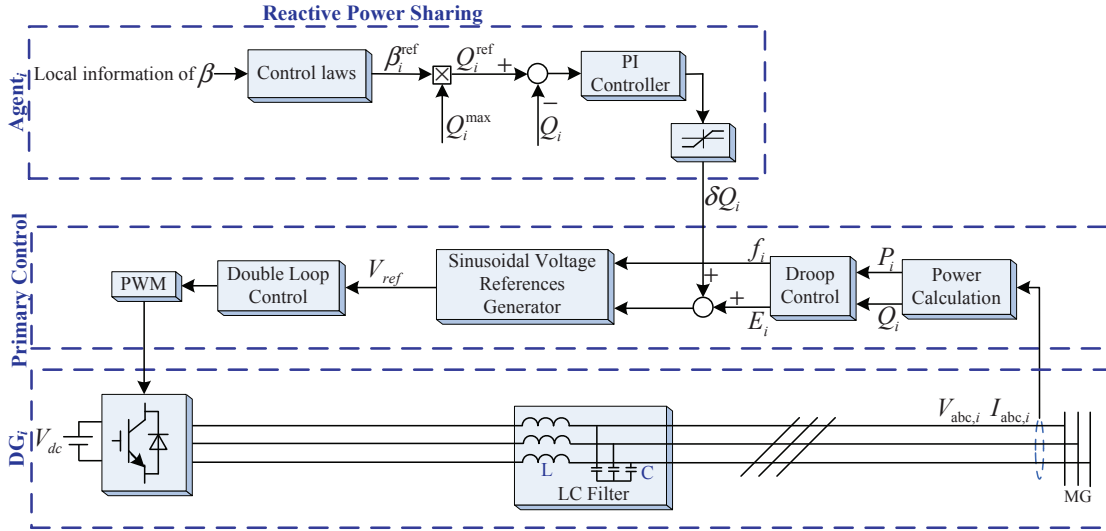 Reactive Power Sharing
Agent_i
Local information of β
Control laws
β_i^ref
Q_i^ref
+
Q_i^max
−
Q_i
PI
Controller
δQ_i
Primary Control
PWM
Double Loop
Control
V_ref
Sinusoidal Voltage
References
Generator
f_i
+
+
E_i
Droop
Control
P_i
Q_i
Power
Calculation
DG_i
V_dc
L
C
LC Filter
V_abc,i I_abc,i
MG